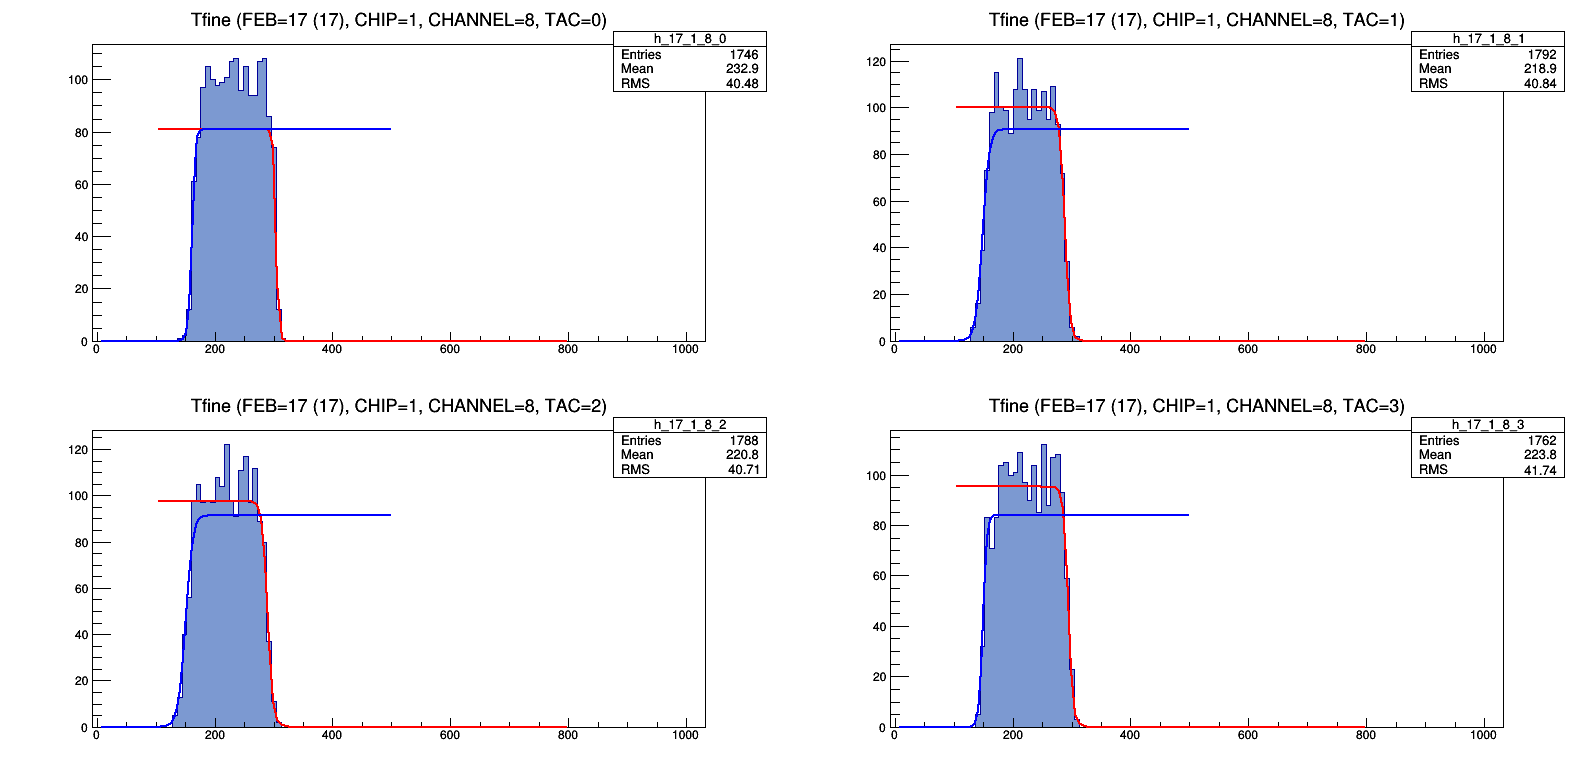 Tfine (FEB=17 (17), CHIP=1, CHANNEL=8, TAC=0)
h_17_1_8_0
Entries 1746
Mean 232.9
RMS 40.48
100
80
60
40
20
0
0 200 400 600 800 1000
Tfine (FEB=17 (17), CHIP=1, CHANNEL=8, TAC=1)
h_17_1_8_1
Entries 1792
Mean 218.9
RMS 40.84
120
100
80
60
40
20
0
0 200 400 600 800 1000
Tfine (FEB=17 (17), CHIP=1, CHANNEL=8, TAC=2)
h_17_1_8_2
Entries 1788
Mean 220.8
RMS 40.71
120
100
80
60
40
20
0
0 200 400 600 800 1000
Tfine (FEB=17 (17), CHIP=1, CHANNEL=8, TAC=3)
h_17_1_8_3
Entries 1762
Mean 223.8
RMS 41.74
100
80
60
40
20
0
0 200 400 600 800 1000